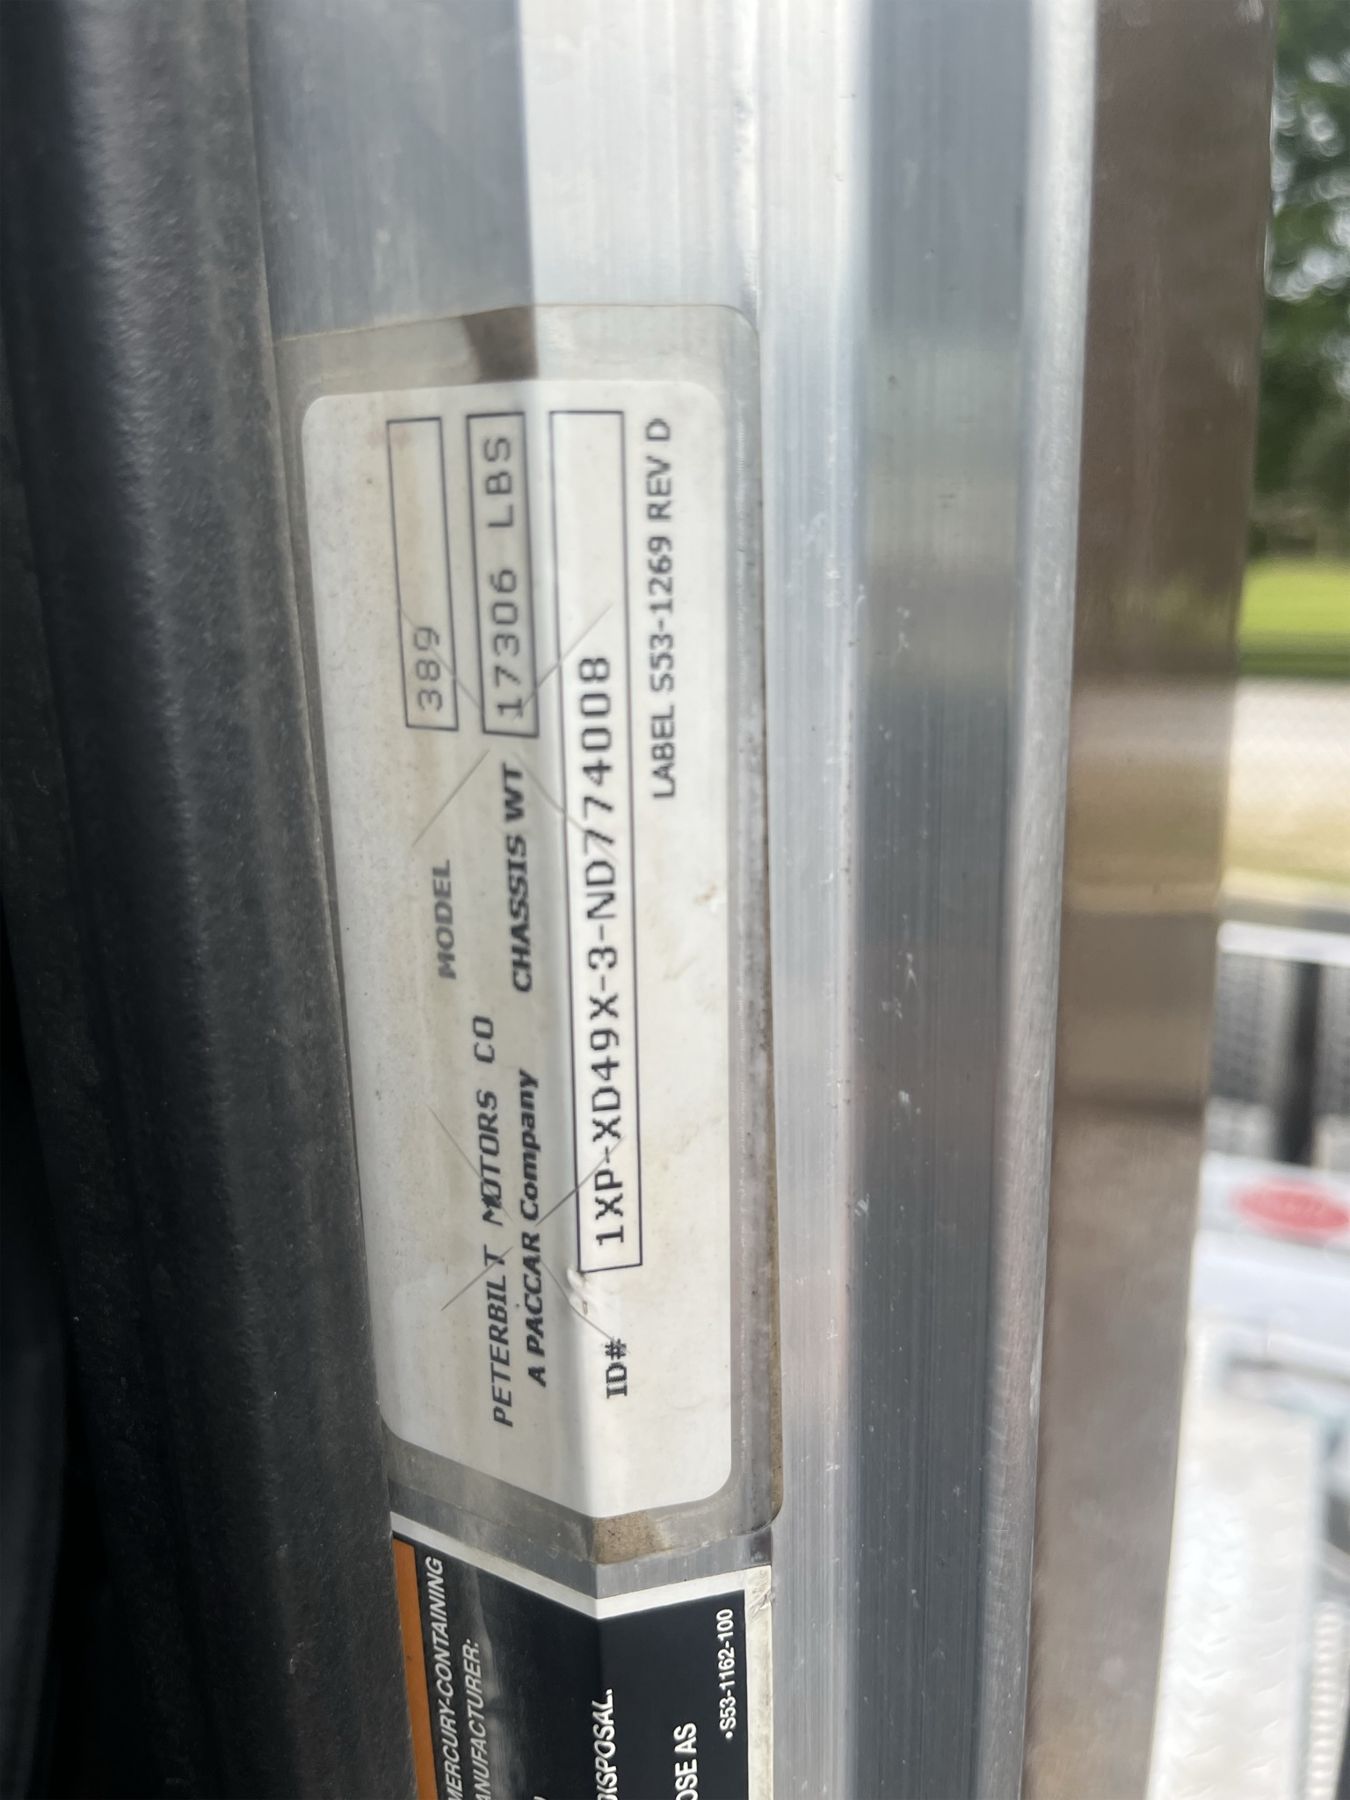 MODEL 389
PETERBILT MOTORS CO
A PACCAR Company CHASSIS WT 17306 LBS
ID# 1XP-XD49X-3-ND774008
LABEL S53-1269 REV D
MERCURY-CONTAINING
ANUFACTURER:
DISPOSAL.
OSE AS
•S53-1162-100